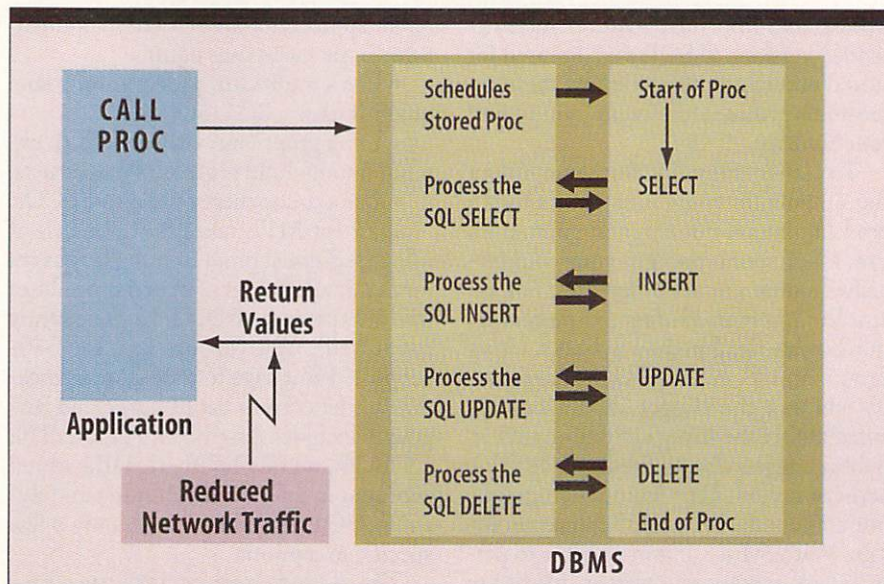 CALL
PROC
Schedules
Stored Proc
Start of Proc
Process the
SQL SELECT
SELECT
Process the
SQL INSERT
INSERT
Return
Values
Process the
SQL UPDATE
UPDATE
Application
Reduced
Network Traffic
Process the
SQL DELETE
DELETE
End of Proc
DBMS